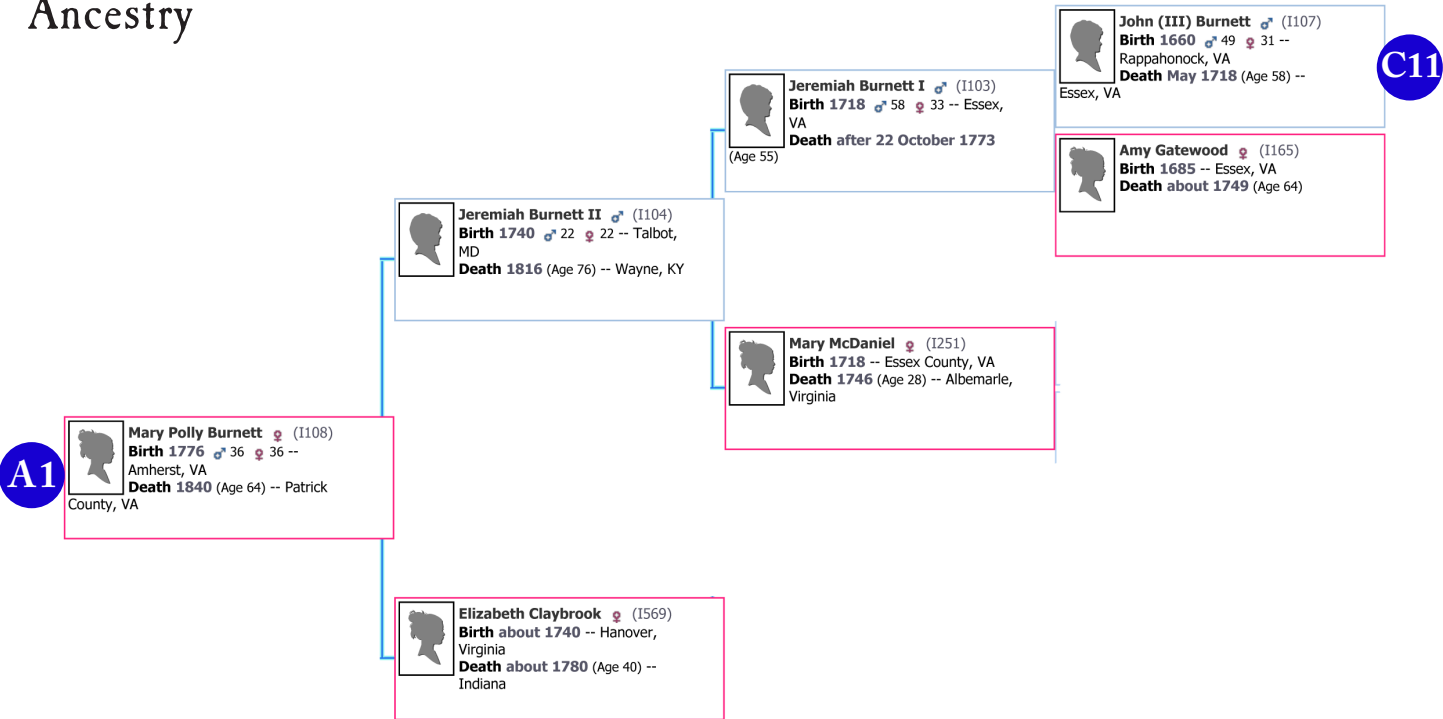 Ancestry
John (III) Burnett ♂ (I107)
Birth 1660 ♂ 49 ♀ 31 --
Rappahonock, VA
Death May 1718 (Age 58) --
Essex, VA
C11
Jeremiah Burnett I ♂ (I103)
Birth 1718 ♂ 58 ♀ 33 -- Essex,
VA
Death after 22 October 1773
(Age 55)
Amy Gatewood ♀ (I165)
Birth 1685 -- Essex, VA
Death about 1749 (Age 64)
Jeremiah Burnett II ♂ (I104)
Birth 1740 ♂ 22 ♀ 22 -- Talbot,
MD
Death 1816 (Age 76) -- Wayne, KY
Mary McDaniel ♀ (I251)
Birth 1718 -- Essex County, VA
Death 1746 (Age 28) -- Albemarle,
Virginia
A1
Mary Polly Burnett ♀ (I108)
Birth 1776 ♂ 36 ♀ 36 --
Amherst, VA
Death 1840 (Age 64) -- Patrick
County, VA
Elizabeth Claybrook ♀ (I569)
Birth about 1740 -- Hanover,
Virginia
Death about 1780 (Age 40) --
Indiana